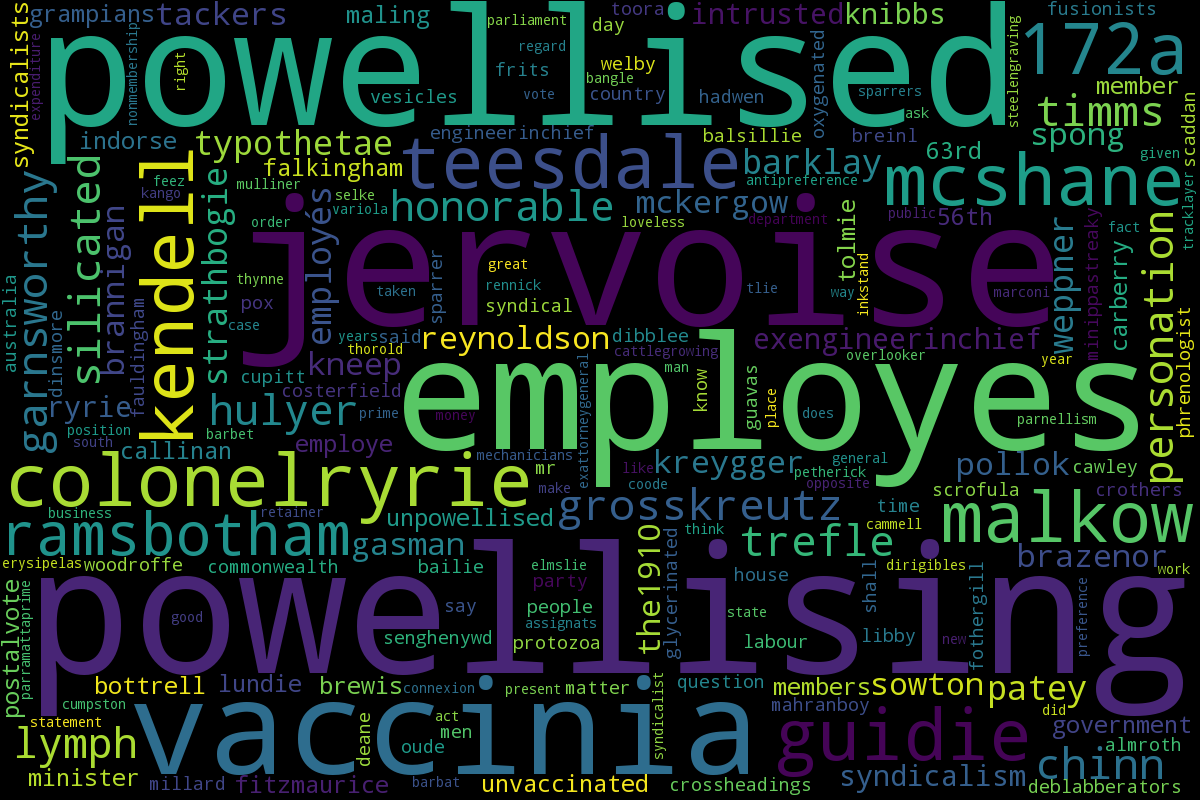 grampians tackers maling parliament toora intrusted knibbs fusionists
powellised 172a
day regard frits welby bangle vote country hadwen vesicles right
syndicalists expenditure nonmembership oxygenated sparrers ask steelengraving member
timms spong indorse typothetae engineerinchief balsillie breinl 63rd given scaddan
falkingham teesdale barklay antipreference mcshane tracklayer
feez kango mulliner selke variola order honorable mckergow loveless department public 56th fact
garnsworthy silicated brannigan kendell strathbogie employes sparrer tolmie inkstand weppner minnippastreaky carberry personation phrenologist
jervoise
thynne pox case great rennick taken syndical tlie way marconi
australia dinsmore fauldingham years said thorold reynoldson dibblee cattlegrowing exengineerinchief overlooker year
kneep cupitt costerfield man know guavas place
employes
ryrie hulyer prime money does parnellism
position south callinan barbet employe mechanicians exattorneygeneral
colonelryrie mr make like coode kreygger petherick general opposite pollok cawley
business retainer unpowellised grosskreutz time scrofula crothers
ramsbotham gasman the1910 think trefle cammell malkow
erysipelas woodroffe commonwealth bailie elmslie party glycerinated house dirigibles brazenor work
powellising
postalvote parramattaprime good say people assignats senghenywd protozoa state labour shall libby new fothergill preference
bottrell lundie brewis connexion present matter syndicalist question members sowton patey
cumpston statement mahranboy did government
vaccinia
lymph deane act men oude guidie chinn almroth
minister millard fitzmaurice barbat unvaccinated crossheadings syndicalism deblabberators